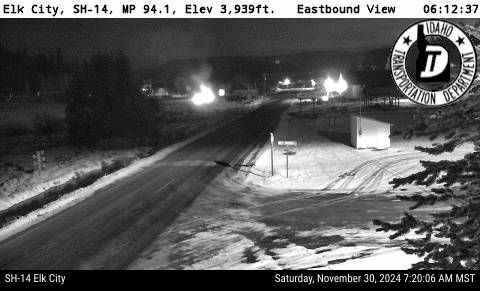 Elk City, SH-14, MP 94.1, Elev 3,939ft. Eastbound View 06:12:37
IDAHO
TRANSPORTATION DEPARTMENT
SH-14 Elk City Saturday, November 30, 2024 7:20:06 AM MST